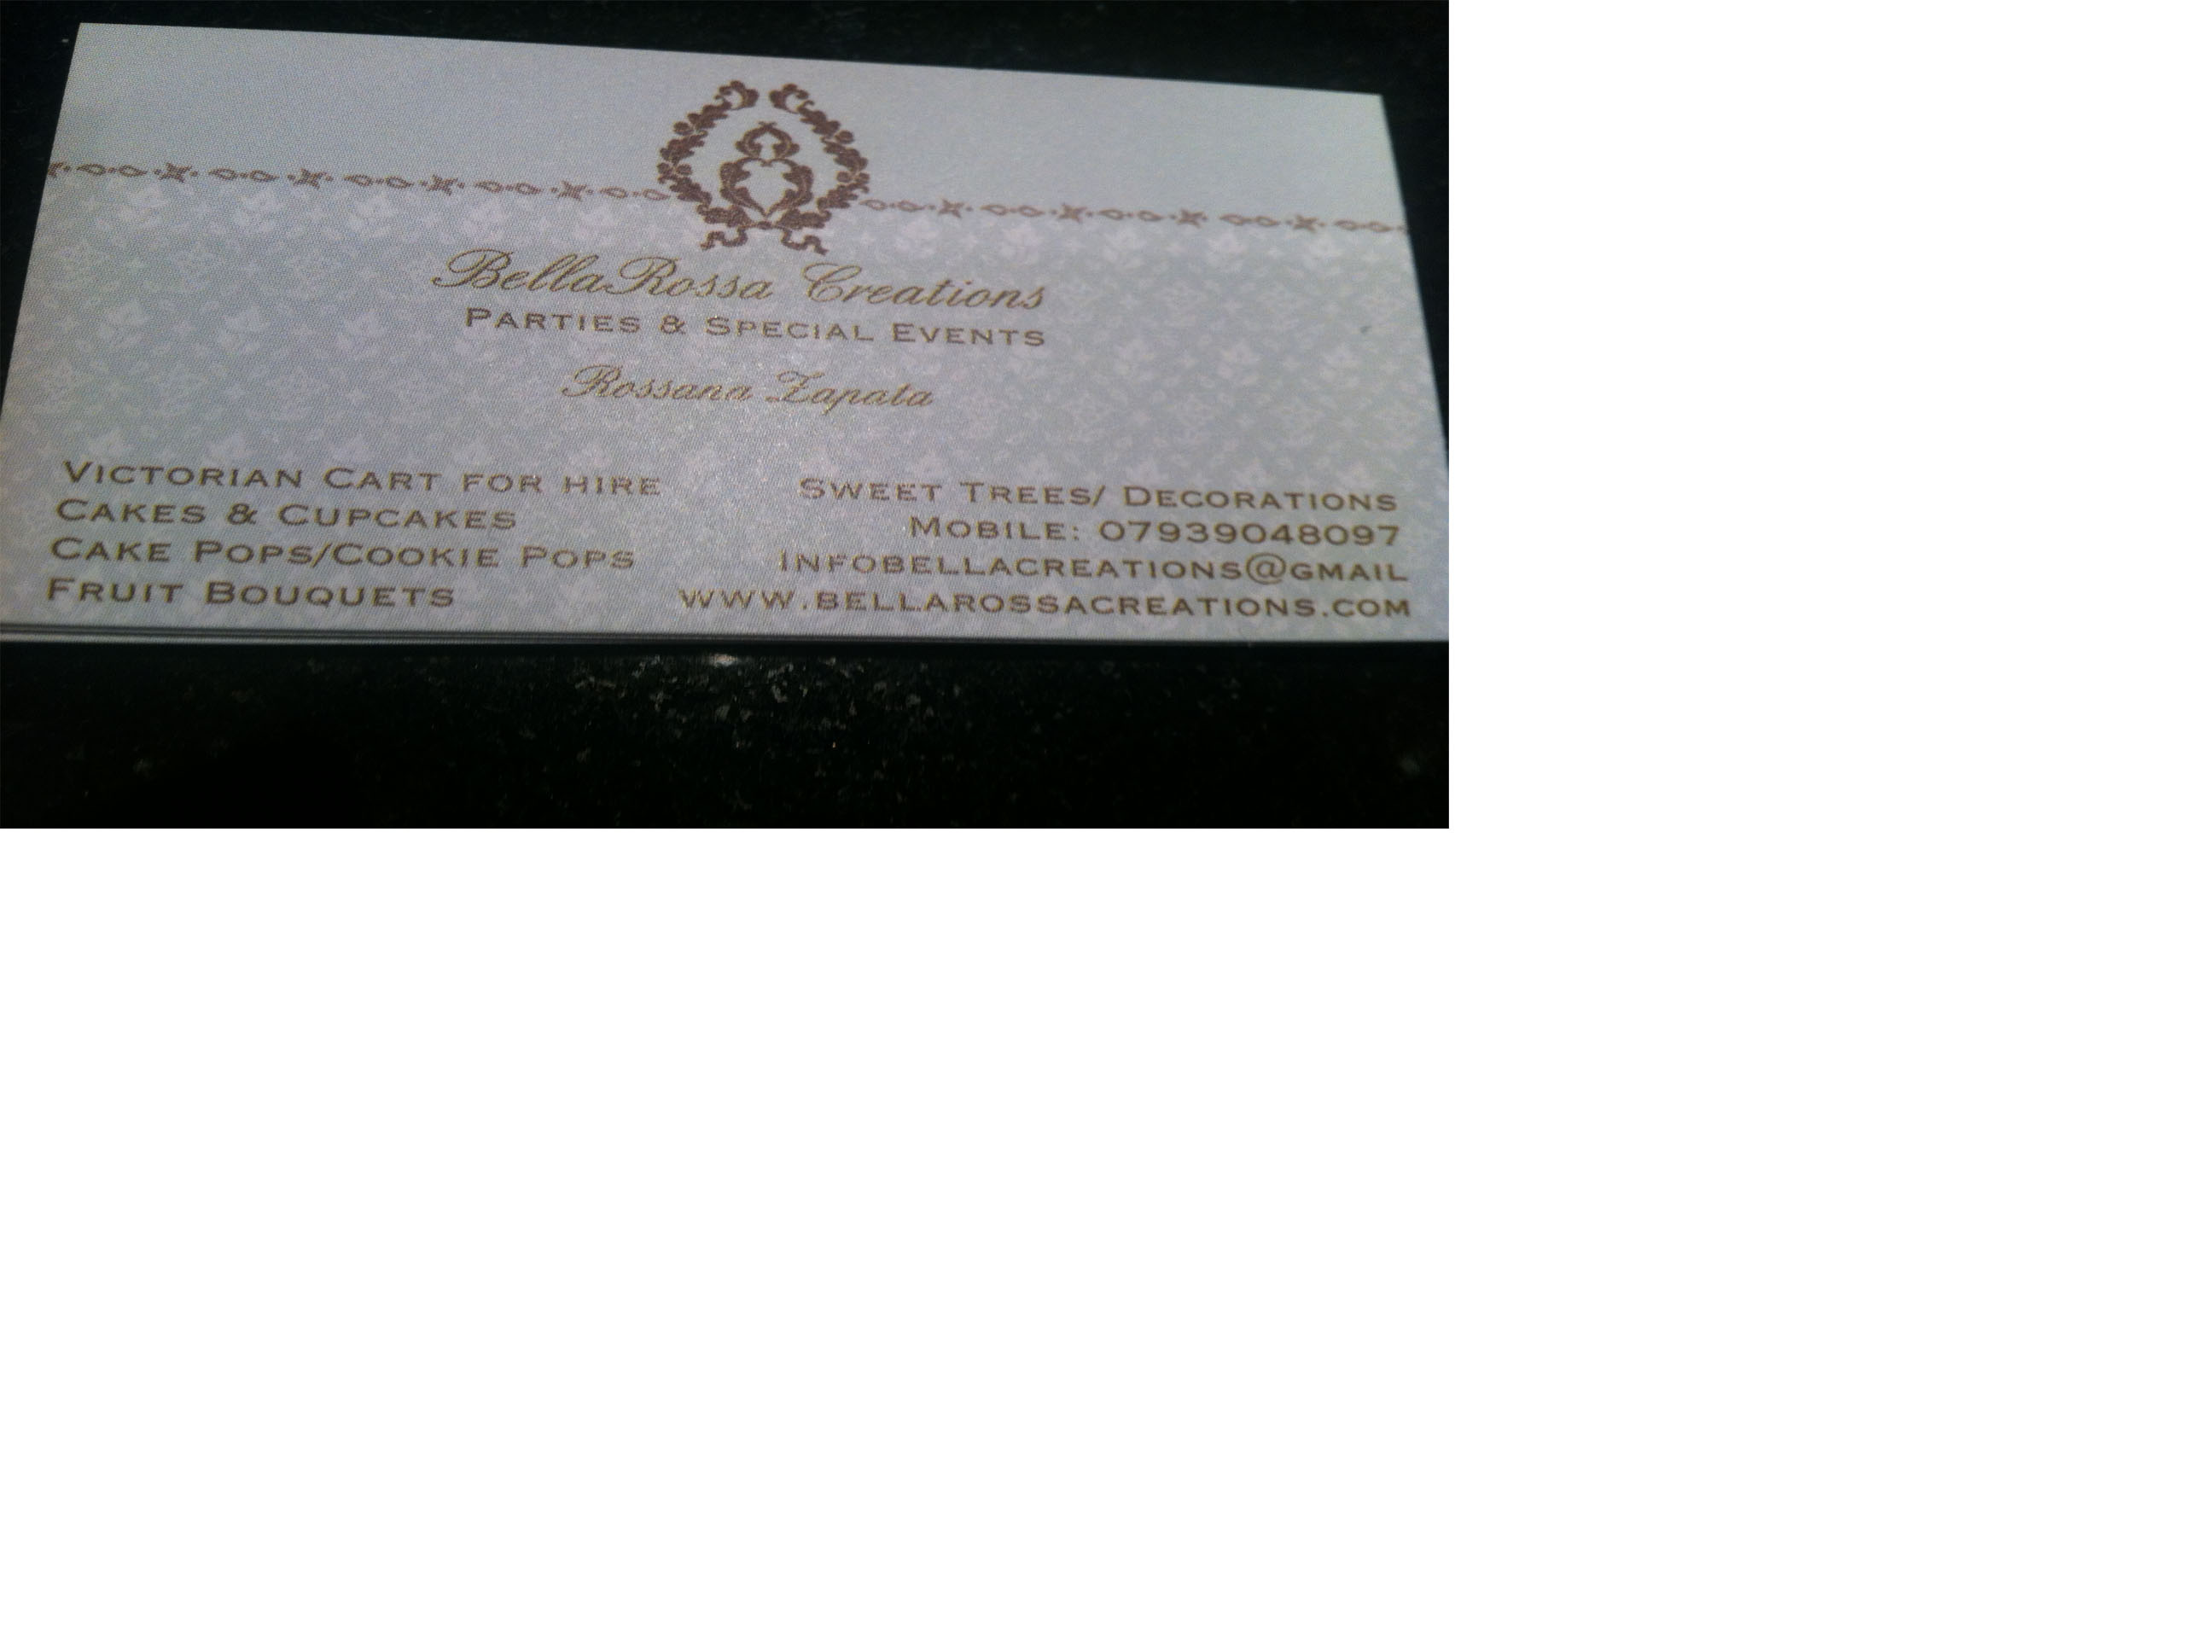 BellaRossa Creations
Parties & Special Events
Rossana Zapata
Victorian Cart for hire
Cakes & Cupcakes
Cake Pops/Cookie Pops
Fruit Bouquets
Sweet Trees/ Decorations
Mobile: 07939048097
infobellacreations@gmail
www.bellarossacreations.com